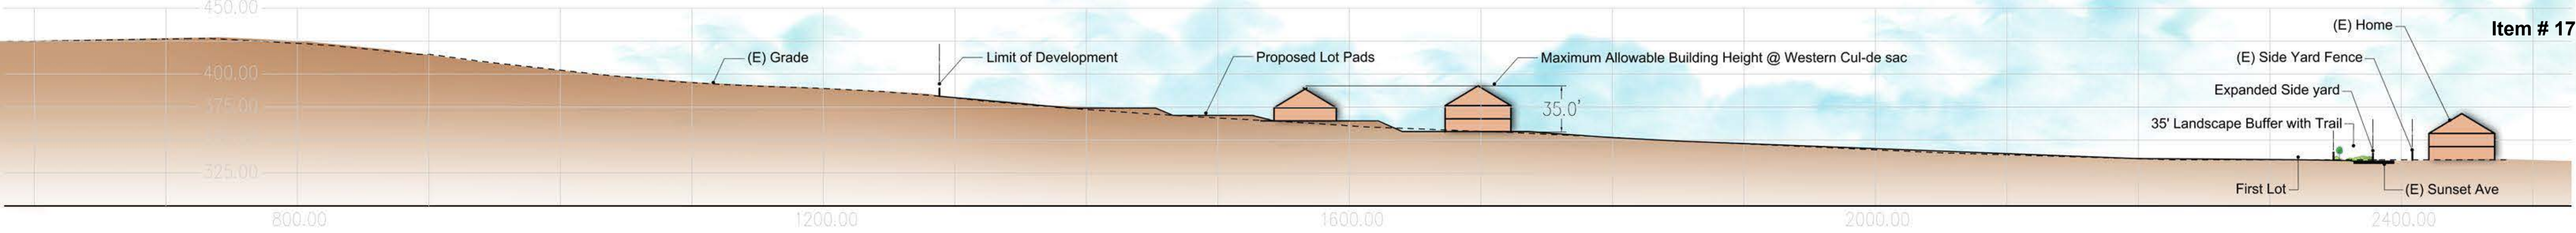 450.00
(E) Home
Item # 17
(E) Grade
Limit of Development
Proposed Lot Pads
Maximum Allowable Building Height @ Western Cul-de sac
(E) Side Yard Fence
400.00
Expanded Side yard
375.00
35.0'
35' Landscape Buffer with Trail
325.00
First Lot
(E) Sunset Ave
800.00
1200.00
1600.00
2000.00
2400.00